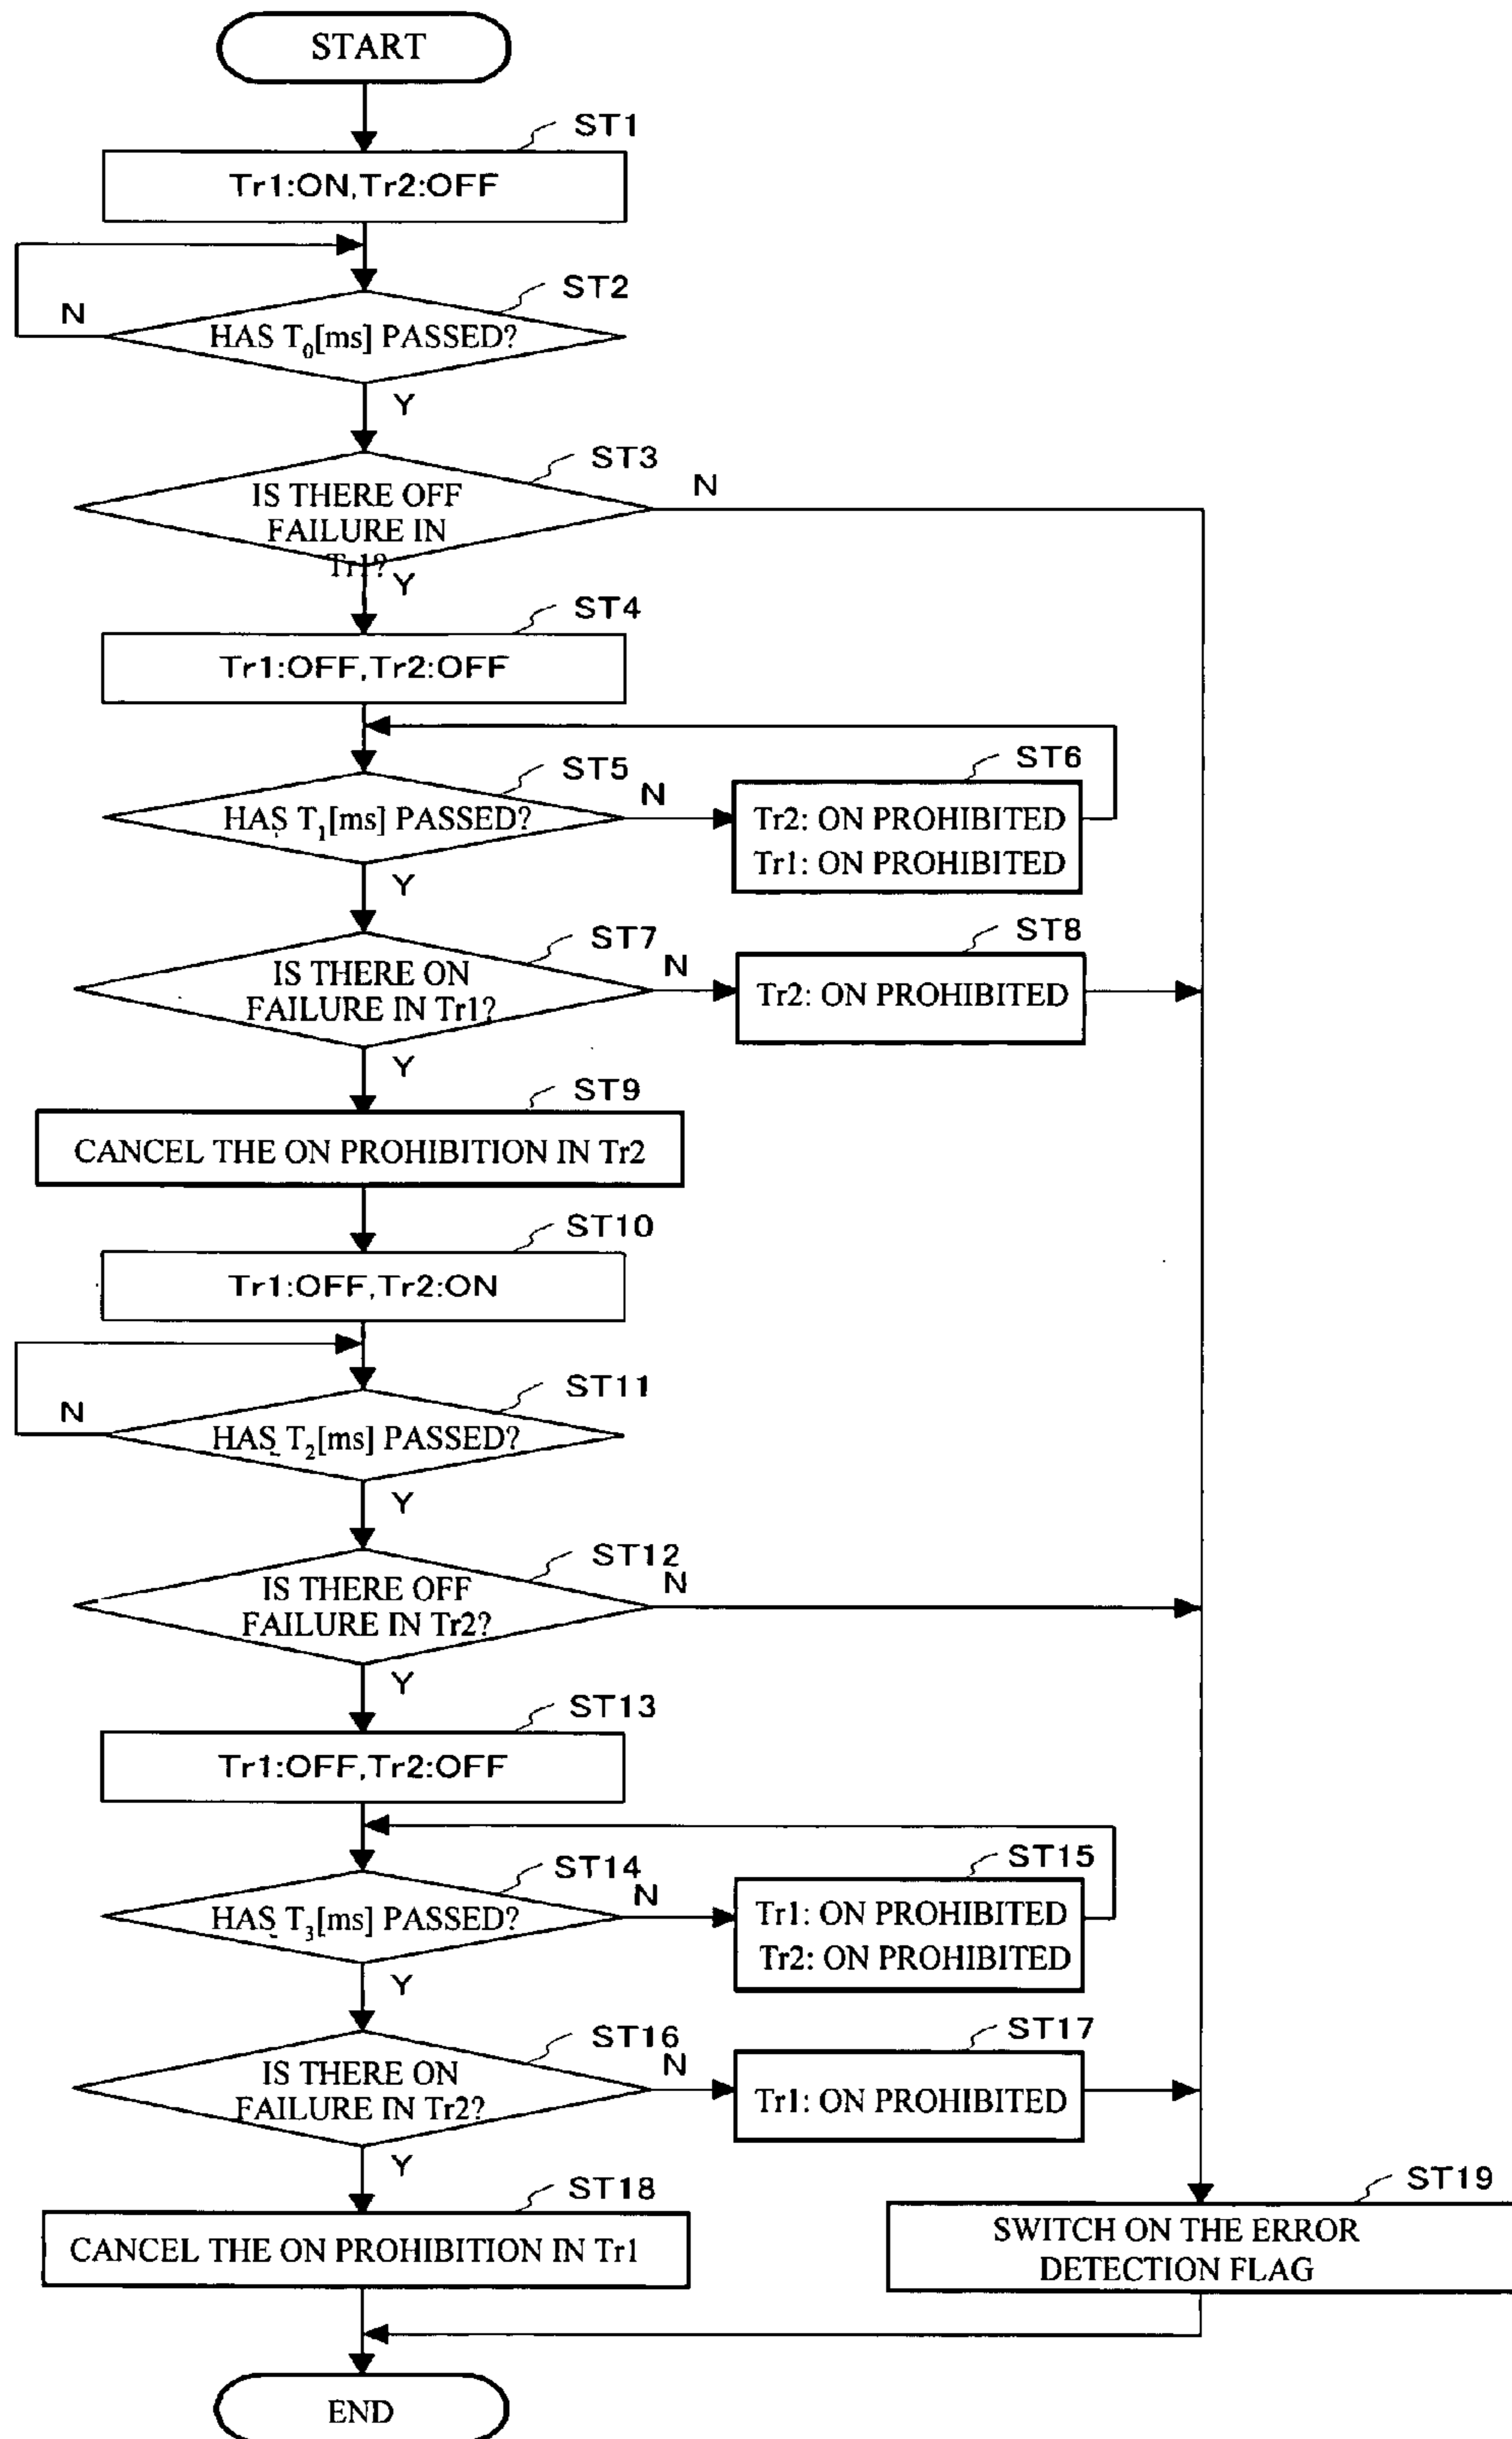 START
ST1
Tr1:ON,Tr2:OFF
ST2
N
HAS T₀[ms] PASSED?
Y
ST3
N
IS THERE OFF
FAILURE IN
Tr1?
Y
ST4
Tr1:OFF,Tr2:OFF
ST5
N
HAS T₁[ms] PASSED?
ST6
Tr2: ON PROHIBITED
Tr1: ON PROHIBITED
Y
ST7
N
IS THERE ON
FAILURE IN Tr1?
ST8
Tr2: ON PROHIBITED
Y
ST9
CANCEL THE ON PROHIBITION IN Tr2
ST10
Tr1:OFF,Tr2:ON
ST11
N
HAS T₂[ms] PASSED?
Y
ST12
N
IS THERE OFF
FAILURE IN Tr2?
Y
ST13
Tr1:OFF,Tr2:OFF
ST14
N
HAS T₃[ms] PASSED?
ST15
Tr1: ON PROHIBITED
Tr2: ON PROHIBITED
Y
ST16
N
IS THERE ON
FAILURE IN Tr2?
ST17
Tr1: ON PROHIBITED
Y
ST18
CANCEL THE ON PROHIBITION IN Tr1
ST19
SWITCH ON THE ERROR
DETECTION FLAG
END